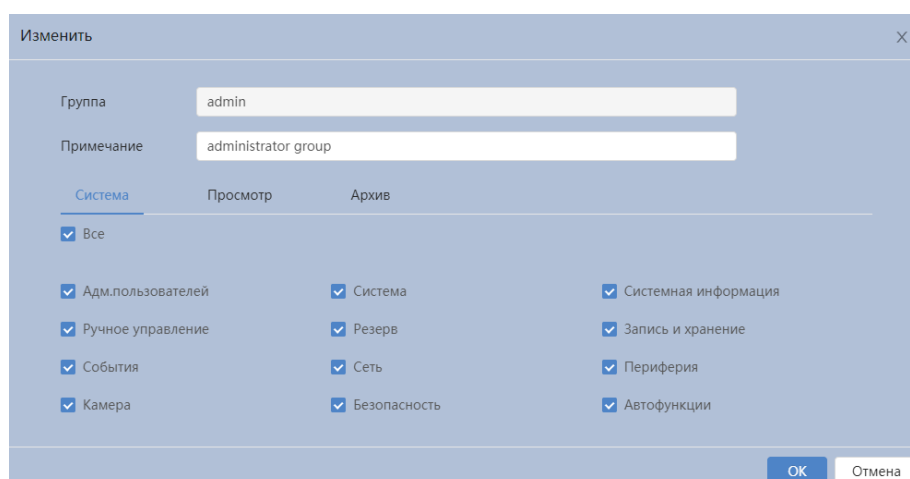 Изменить X
Группа admin
Примечание administrator group
Система Просмотр Архив
Все
Адм.пользователей Система Системная информация
Ручное управление Резерв Запись и хранение
События Сеть Периферия
Камера Безопасность Автофункции
OK Отмена